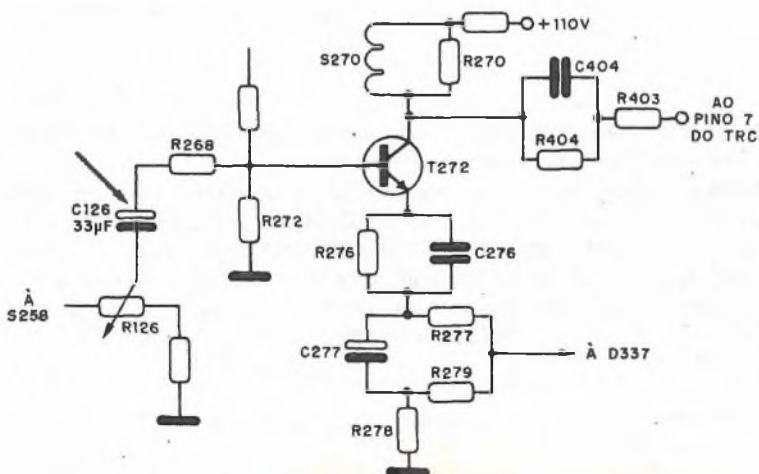 +110V
S270
R270
C404
R403
AO
PINO 7
DO TRC
R404
R268
T272
C126
33µF
R272
R276
C276
À
S258
R126
R277
C277
À D337
R279
R278